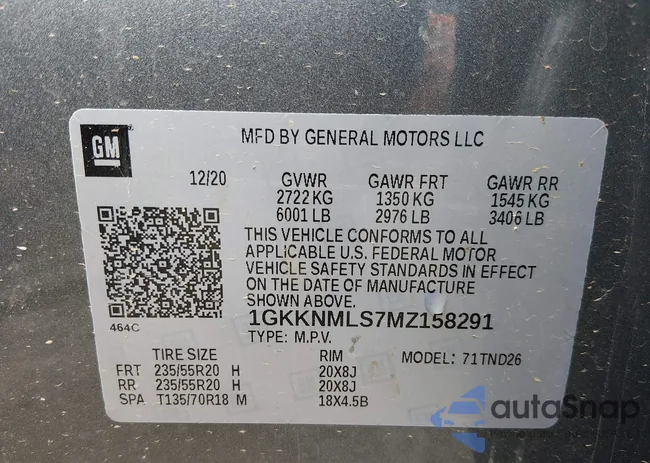 GM
MFD BY GENERAL MOTORS LLC
12/20 GVWR GAWR FRT GAWR RR
2722 KG 1350 KG 1545 KG
6001 LB 2976 LB 3406 LB
THIS VEHICLE CONFORMS TO ALL
APPLICABLE U.S. FEDERAL MOTOR
VEHICLE SAFETY STANDARDS IN EFFECT
ON THE DATE OF MANUFACTURE
SHOWN ABOVE.
464C
1GKKNMLS7MZ158291
TYPE: M.P.V.
TIRE SIZE RIM MODEL: 71TND26
FRT 235/55R20 H 20X8J
RR 235/55R20 H 20X8J
SPA T135/70R18 M 18X4.5B
autoSnap